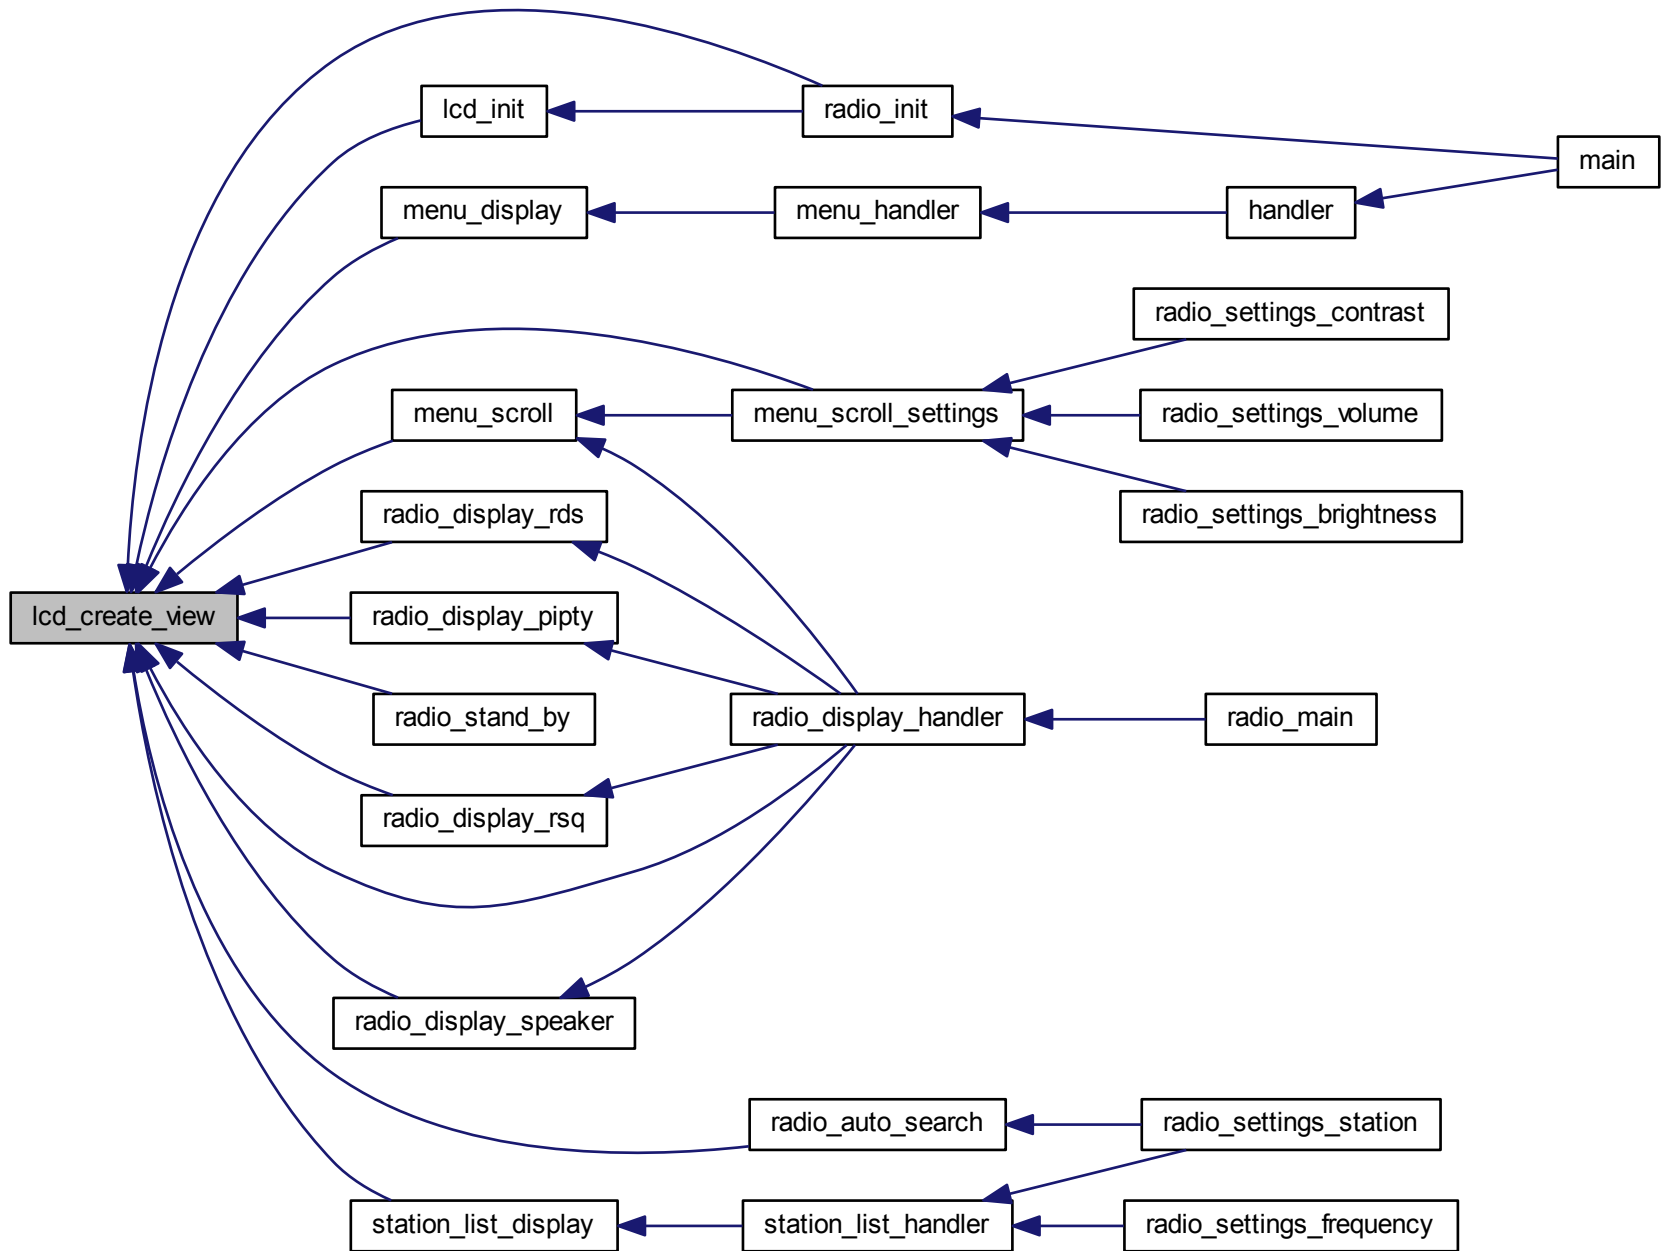 lcd_init
radio_init
main
menu_display
menu_handler
handler
radio_settings_contrast
menu_scroll
menu_scroll_settings
radio_settings_volume
radio_display_rds
radio_settings_brightness
lcd_create_view
radio_display_pipty
radio_stand_by
radio_display_handler
radio_main
radio_display_rsq
radio_display_speaker
radio_auto_search
radio_settings_station
station_list_display
station_list_handler
radio_settings_frequency